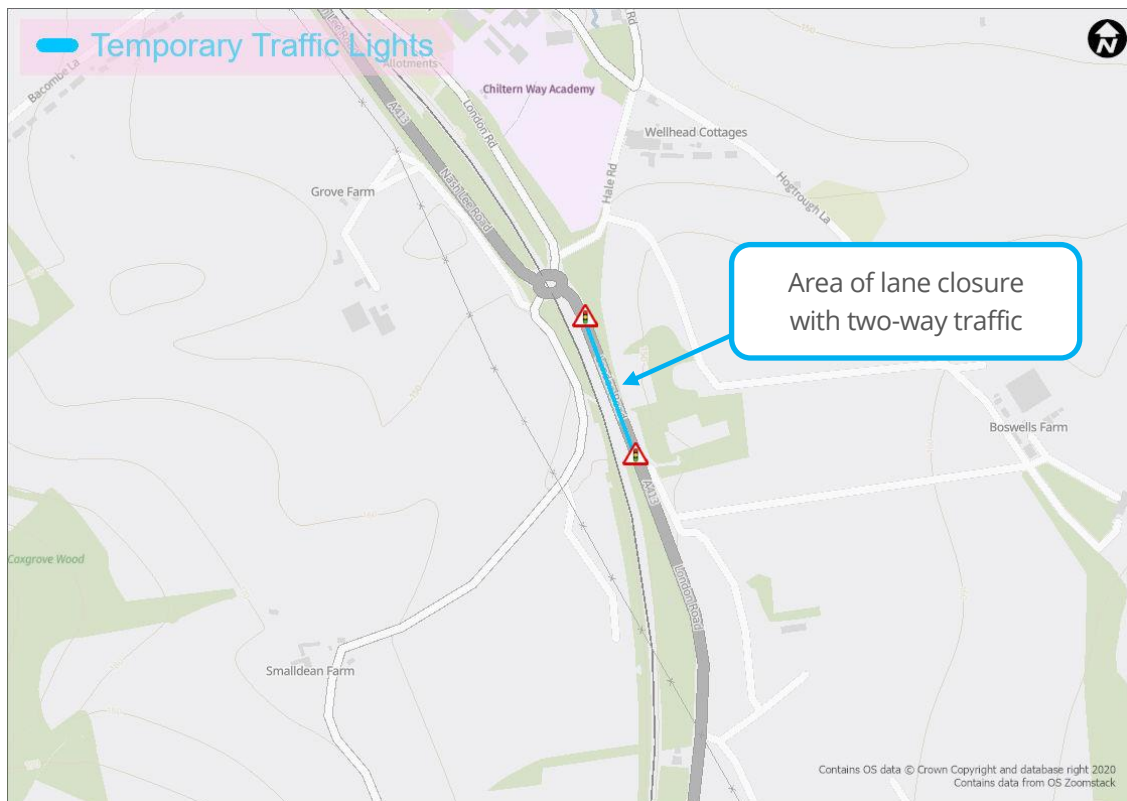 Temporary Traffic Lights
Allotments
Bacombe La
A413
London Rd
Chiltern Way Academy
Wellhead Cottages
Hale Rd
Hogtrough La
Nash Lee Road
Grove Farm
Area of lane closure
with two-way traffic
Boswells Farm
A413
London Road
Coxgrove Wood
Smalldean Farm
Contains OS data © Crown Copyright and database right 2020
Contains data from OS Zoomstack
N